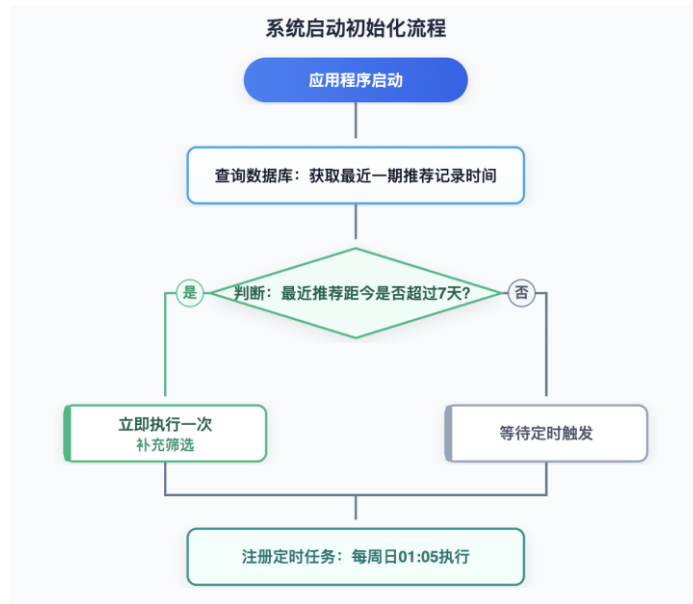 系统启动初始化流程
应用程序启动
查询数据库：获取最近一期推荐记录时间
判断：最近推荐距今是否超过7天？
是
否
立即执行一次
补充筛选
等待定时触发
注册定时任务：每周日01:05执行